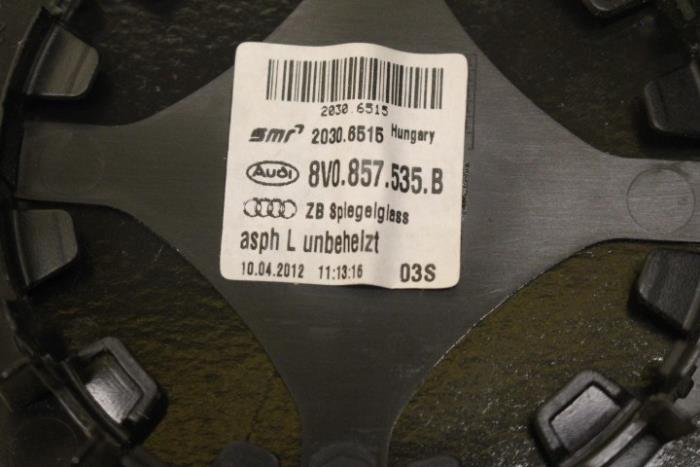 2030.6515
smr 2030.6515 Hungary
Audi 8V0.857.535.B
ZB Spiegelglass
asph L unbeheizt
10.04.2012 11:13:16 03S